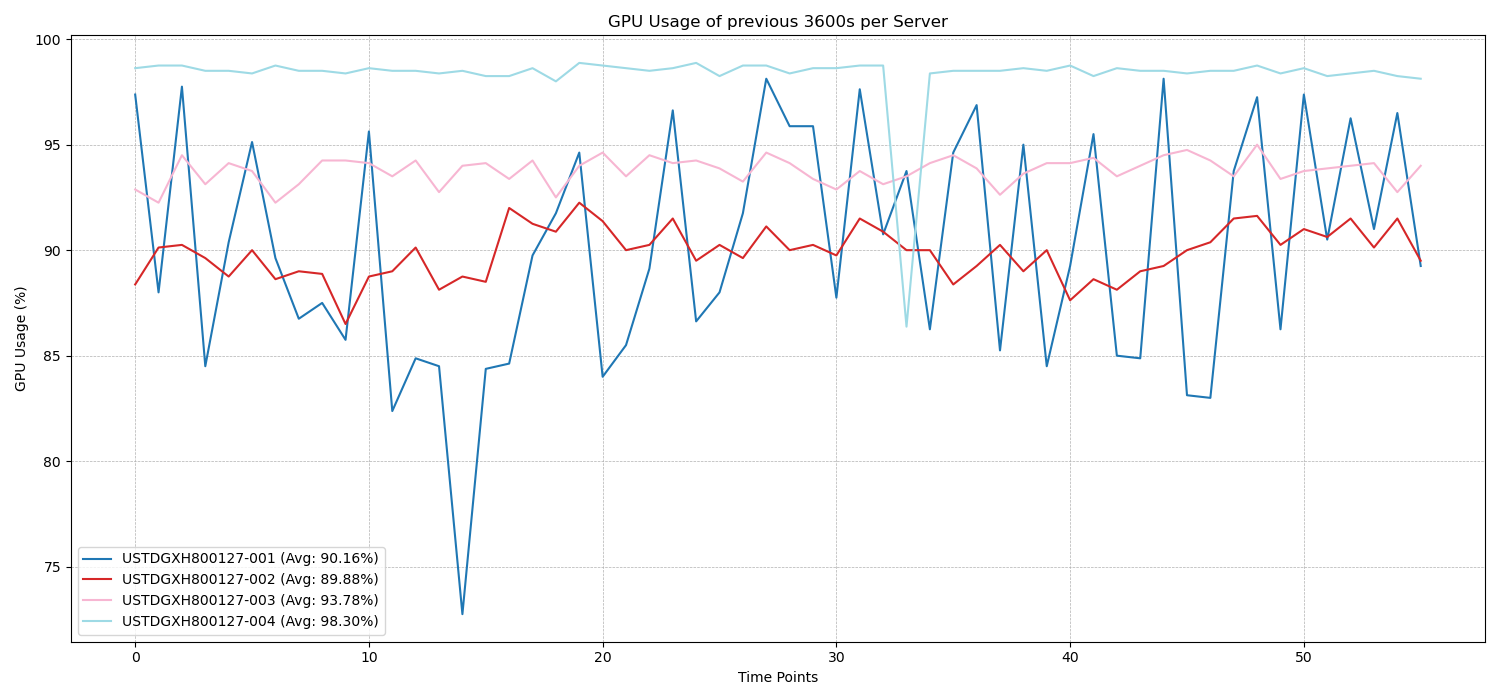 GPU Usage of previous 3600s per Server
100
95
90
85
80
75
GPU Usage (%)
USTDGXH800127-001 (Avg: 90.16%)
USTDGXH800127-002 (Avg: 89.88%)
USTDGXH800127-003 (Avg: 93.78%)
USTDGXH800127-004 (Avg: 98.30%)
0 10 20 30 40 50
Time Points